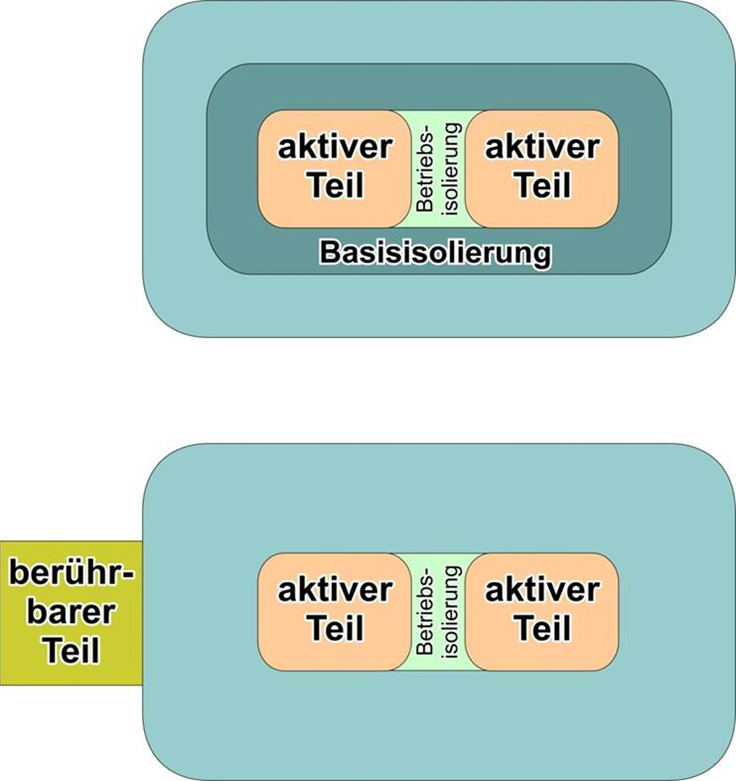 aktiver
Teil
Betriebs-
isolierung
aktiver
Teil
Basisisolierung
berühr-
barer
Teil
aktiver
Teil
Betriebs-
isolierung
aktiver
Teil